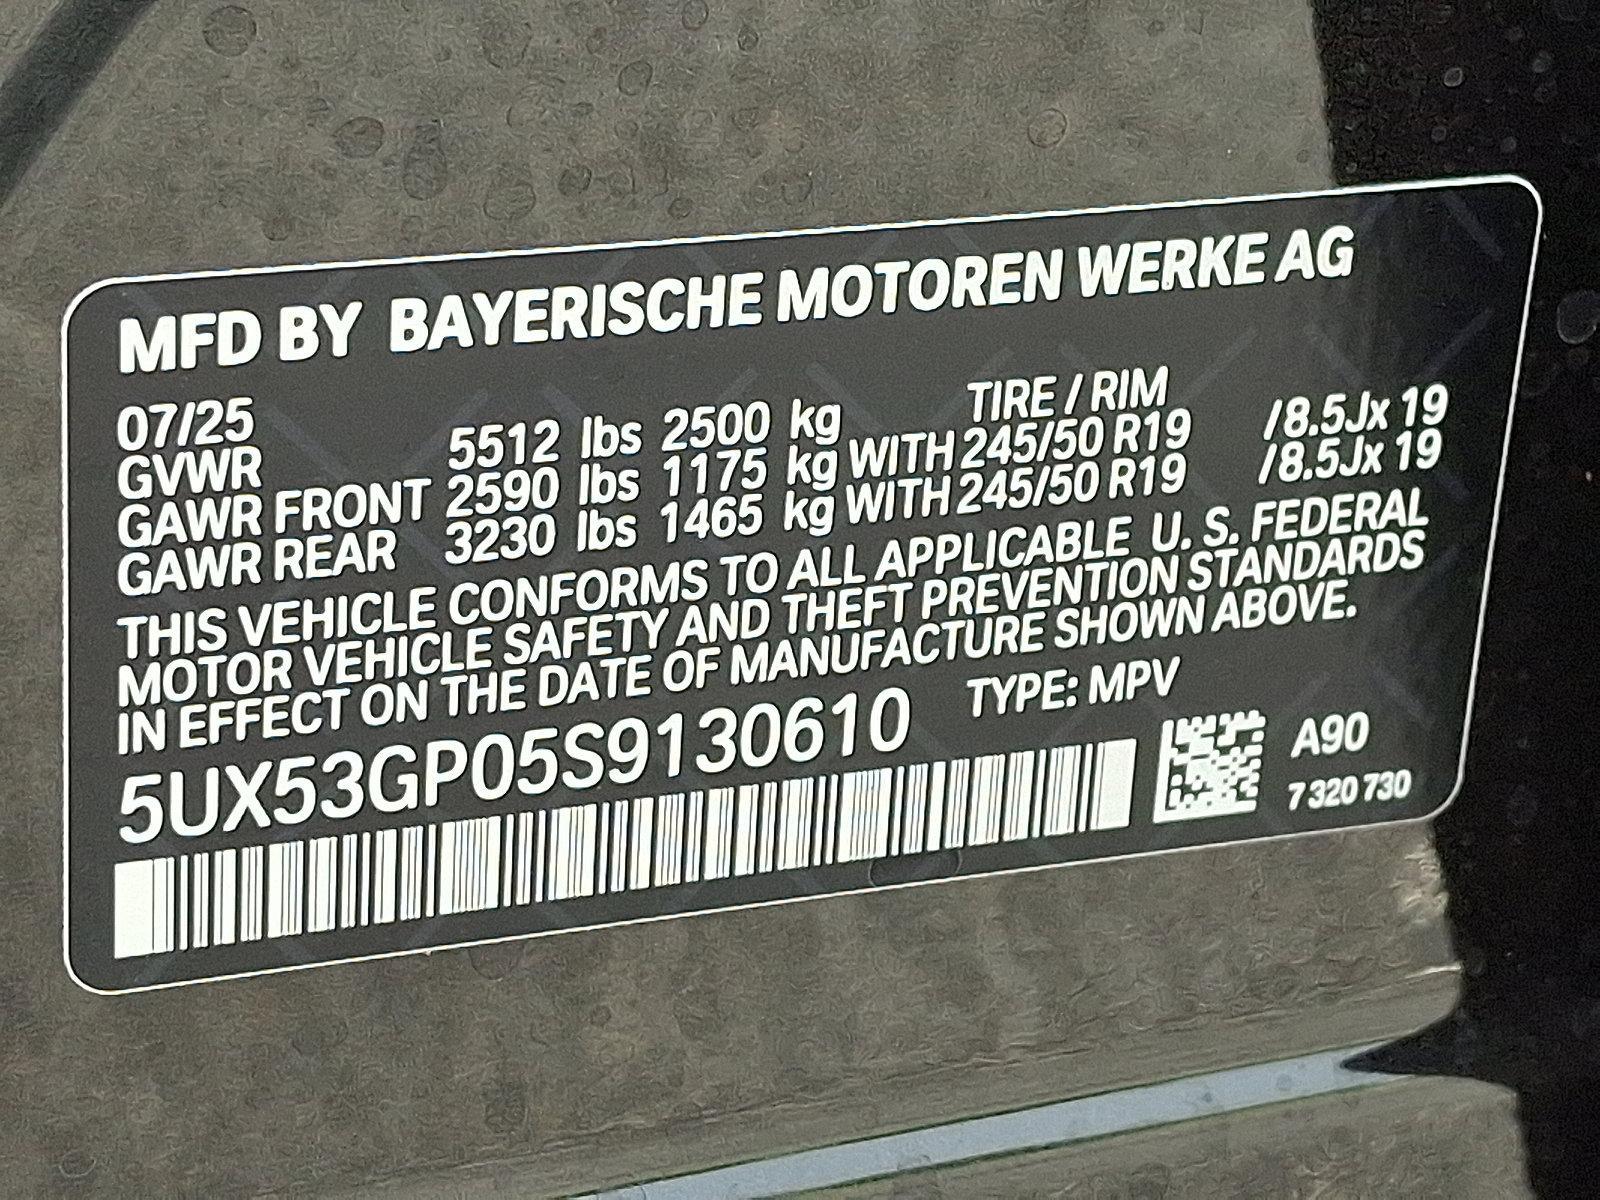 MFD BY BAYERISCHE MOTOREN WERKE AG
07/25 TIRE / RIM
GVWR 5512 lbs 2500 kg
GAWR FRONT 2590 lbs 1175 kg WITH 245/50 R19 /8.5Jx 19
GAWR REAR 3230 lbs 1465 kg WITH 245/50 R19 /8.5Jx 19
THIS VEHICLE CONFORMS TO ALL APPLICABLE U. S. FEDERAL
MOTOR VEHICLE SAFETY AND THEFT PREVENTION STANDARDS
IN EFFECT ON THE DATE OF MANUFACTURE SHOWN ABOVE.
5UX53GP05S9130610 TYPE: MPV
A90
7 320 730